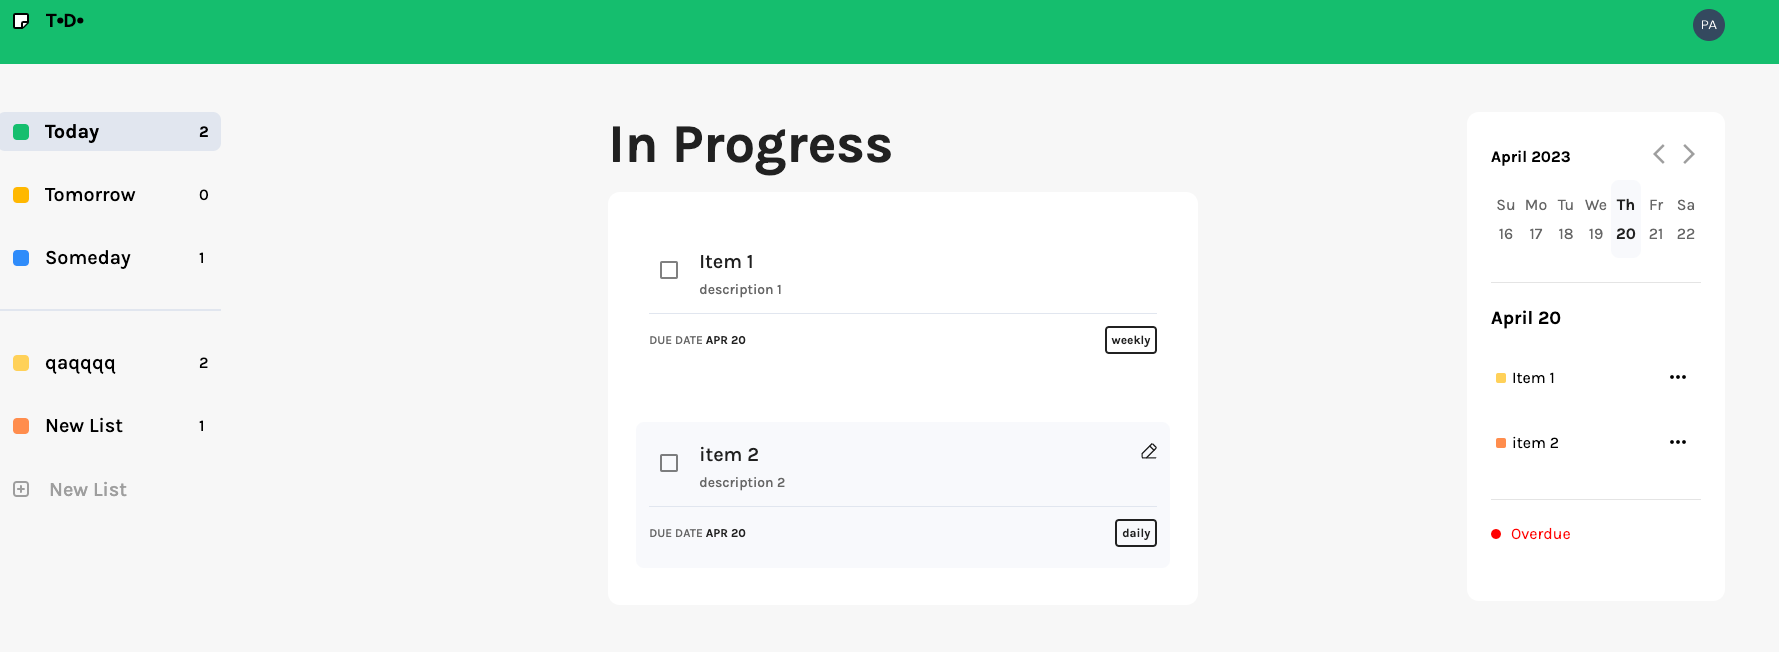 T•D•
PA
Today 2
Tomorrow 0
Someday 1
qaqqqq 2
New List 1
New List
In Progress
Item 1
description 1
DUE DATE APR 20 weekly
item 2
description 2
DUE DATE APR 20 daily
April 2023
Su Mo Tu We Th Fr Sa
16 17 18 19 20 21 22
April 20
Item 1
item 2
Overdue